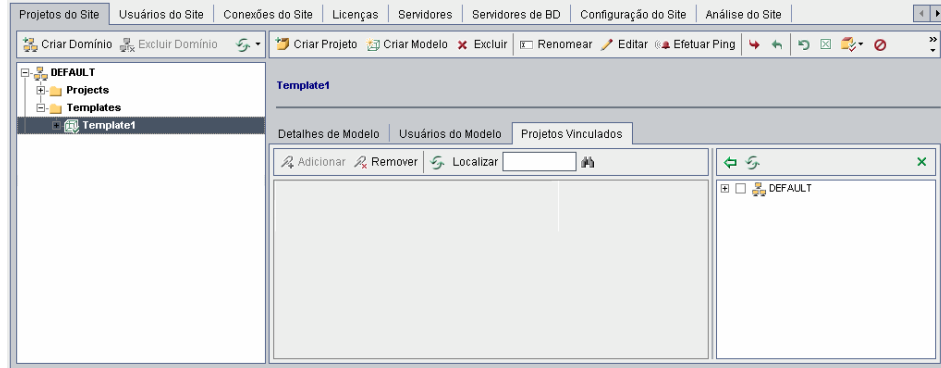 Projetos do Site Usuários do Site Conexões do Site Licenças Servidores Servidores de BD Configuração do Site Análise do Site
Criar Domínio Excluir Domínio Criar Projeto Criar Modelo Excluir Renomear Editar Efetuar Ping
DEFAULT
Projects
Templates
Template1
Template1
Detalhes de Modelo Usuários do Modelo Projetos Vinculados
Adicionar Remover Localizar
DEFAULT